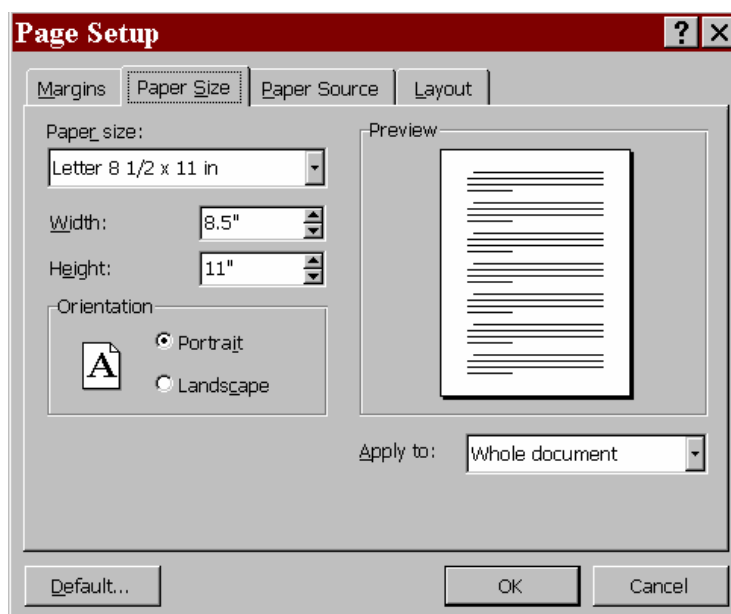 Page Setup
Margins Paper Size Paper Source Layout
Paper size:
Letter 8 1/2 x 11 in
Width: 8.5"
Height: 11"
Orientation
A
Portrait
Landscape
Preview
Apply to: Whole document
Default... OK Cancel